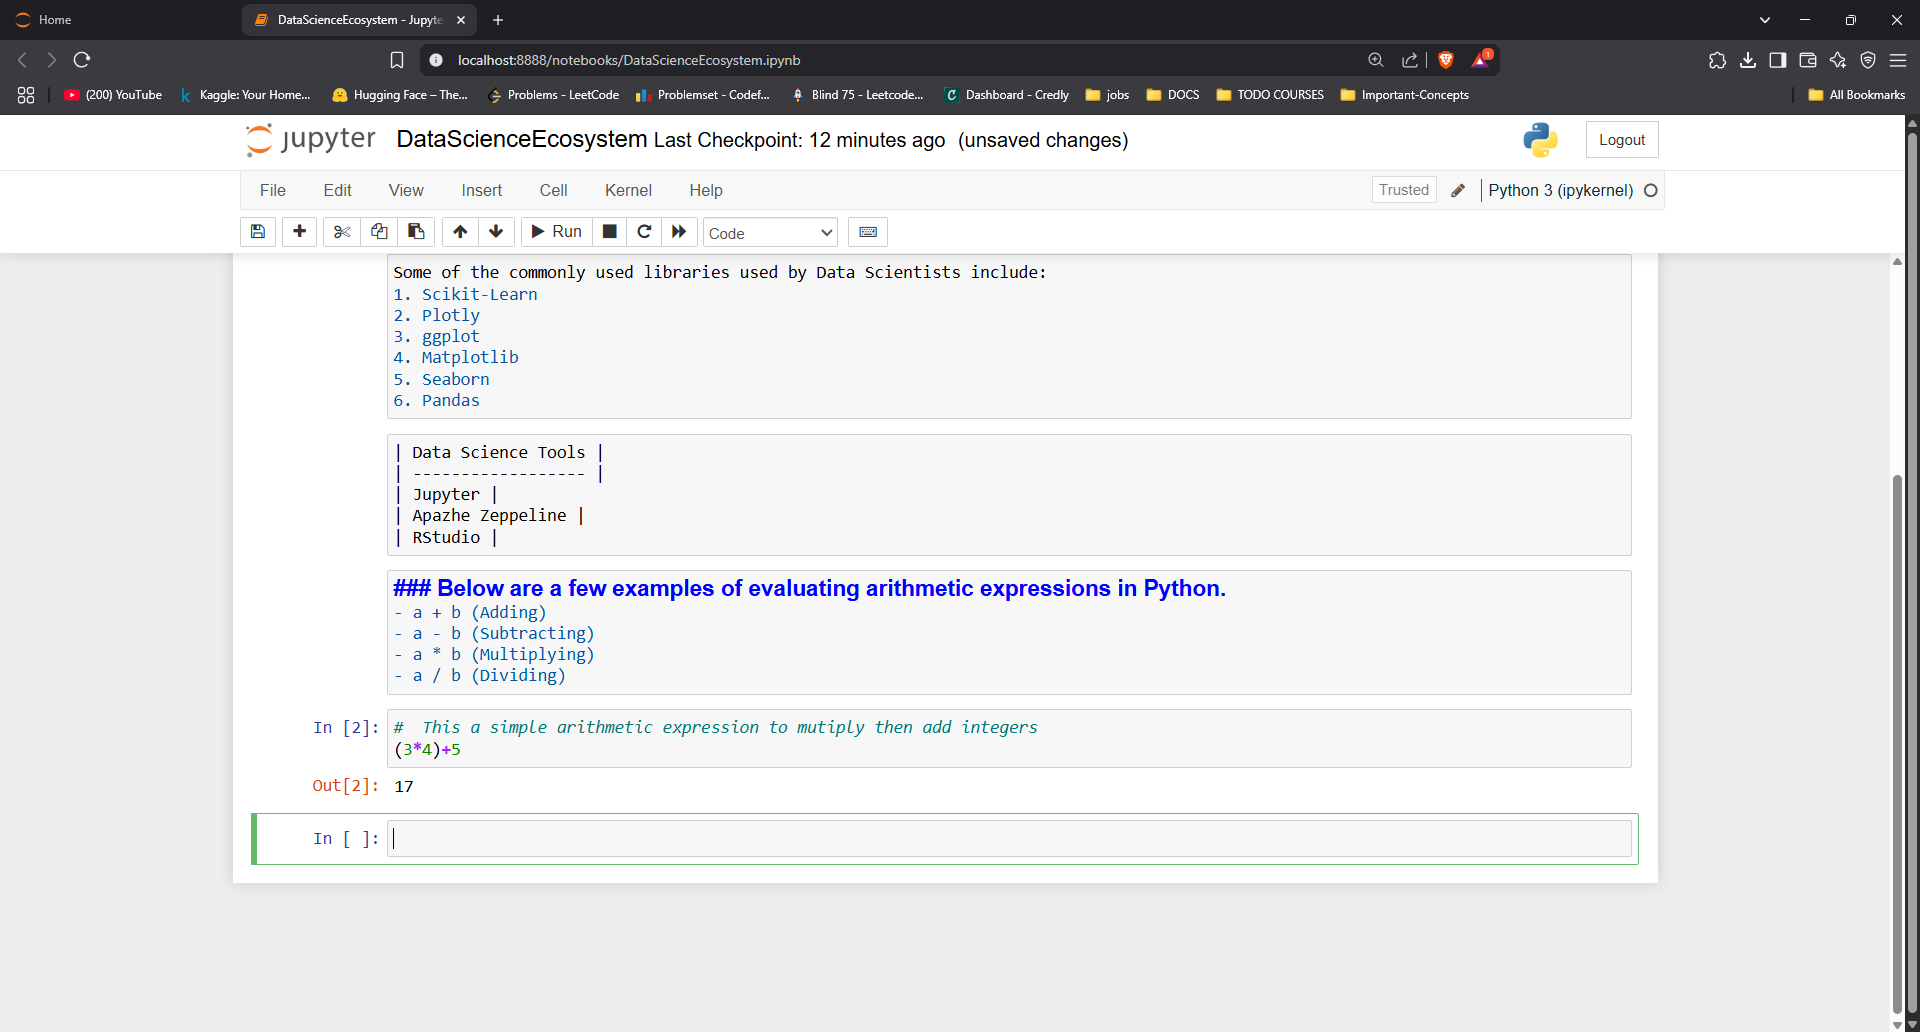 Home
DataScienceEcosystem - Jupyte
localhost:8888/notebooks/DataScienceEcosystem.ipynb
1
(200) YouTube
Kaggle: Your Home...
Hugging Face – The...
Problems - LeetCode
Problemset - Codef...
Blind 75 - Leetcode...
Dashboard - Credly
jobs
DOCS
TODO COURSES
Important-Concepts
All Bookmarks
jupyter DataScienceEcosystem Last Checkpoint: 12 minutes ago (unsaved changes)
Logout
File Edit View Insert Cell Kernel Help
Trusted
Python 3 (ipykernel)
Run
Code
Some of the commonly used libraries used by Data Scientists include:
1. Scikit-Learn
2. Plotly
3. ggplot
4. Matplotlib
5. Seaborn
6. Pandas
| Data Science Tools |
| ------------------ |
| Jupyter |
| Apazhe Zeppeline |
| RStudio |
### Below are a few examples of evaluating arithmetic expressions in Python.
- a + b (Adding)
- a - b (Subtracting)
- a * b (Multiplying)
- a / b (Dividing)
In [2]: #  This a simple arithmetic expression to mutiply then add integers
(3*4)+5
Out[2]: 17
In [ ]: